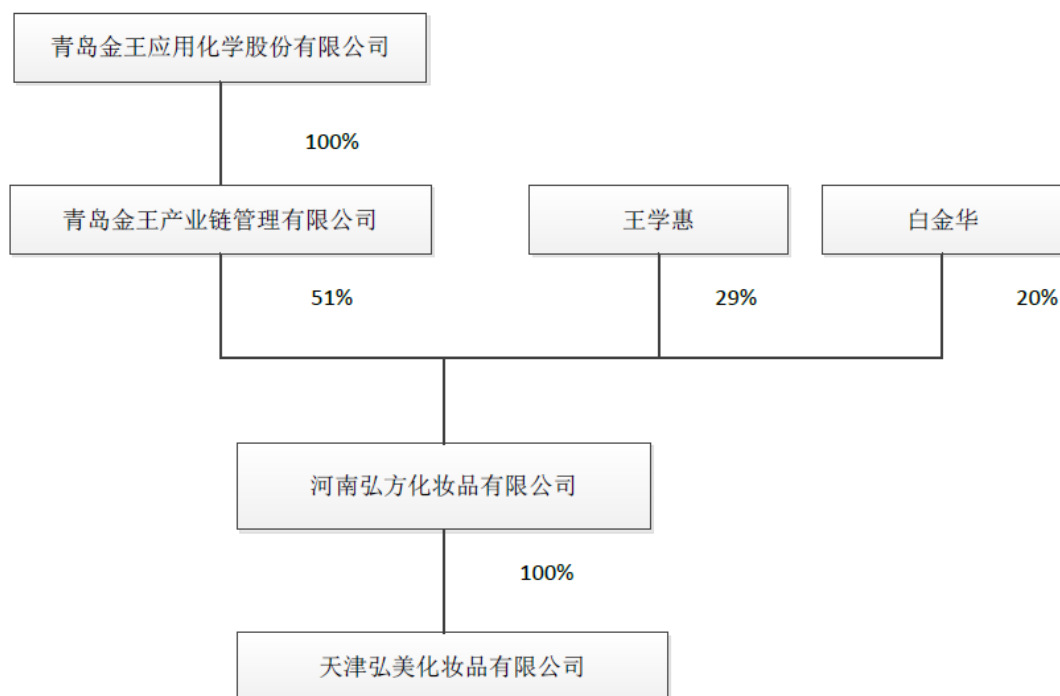 青岛金王应用化学股份有限公司
100%
青岛金王产业链管理有限公司
王学惠
白金华
51%
29%
20%
河南弘方化妆品有限公司
100%
天津弘美化妆品有限公司